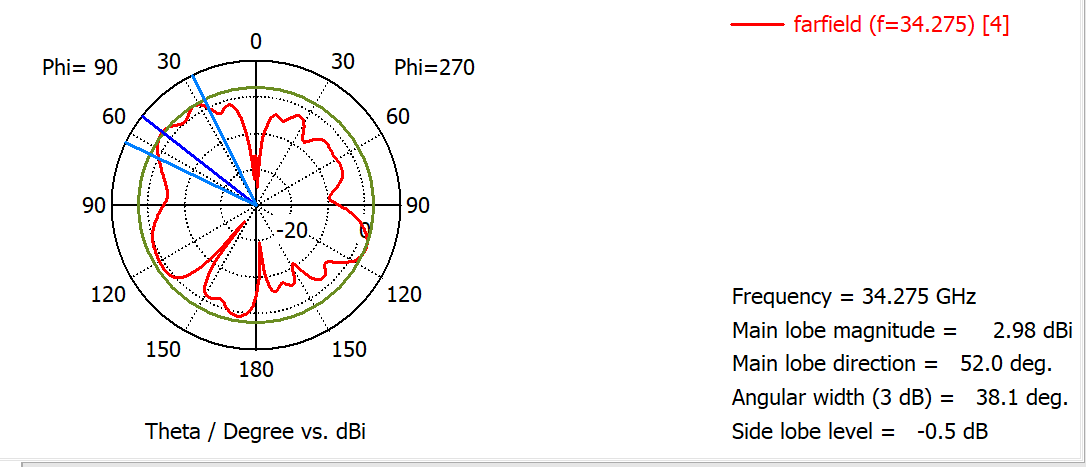 farfield (f=34.275) [4]
0
Phi= 90 30 30 Phi=270
60 60
90 90
-20 0
120 120
150 150
180
Theta / Degree vs. dBi
Frequency = 34.275 GHz
Main lobe magnitude = 2.98 dBi
Main lobe direction = 52.0 deg.
Angular width (3 dB) = 38.1 deg.
Side lobe level = -0.5 dB